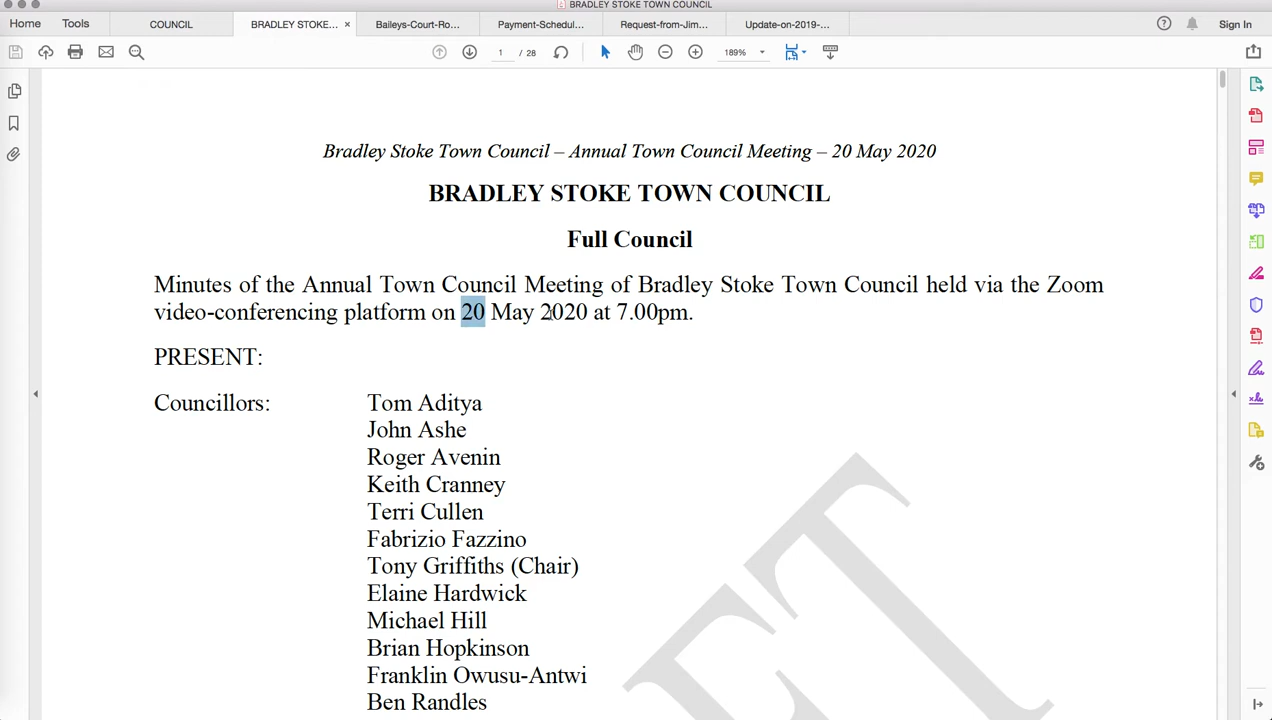 BRADLEY STOKE TOWN COUNCIL
Home
Tools
COUNCIL
BRADLEY STOKE...
Baileys-Court-Ro...
Payment-Schedul...
Request-from-Jim...
Update-on-2019-...
Sign In
1 / 28
189%
Bradley Stoke Town Council – Annual Town Council Meeting – 20 May 2020
BRADLEY STOKE TOWN COUNCIL
Full Council
Minutes of the Annual Town Council Meeting of Bradley Stoke Town Council held via the Zoom
video-conferencing platform on 20 May 2020 at 7.00pm.
PRESENT:
Councillors: Tom Aditya
John Ashe
Roger Avenin
Keith Cranney
Terri Cullen
Fabrizio Fazzino
Tony Griffiths (Chair)
Elaine Hardwick
Michael Hill
Brian Hopkinson
Franklin Owusu-Antwi
Ben Randles